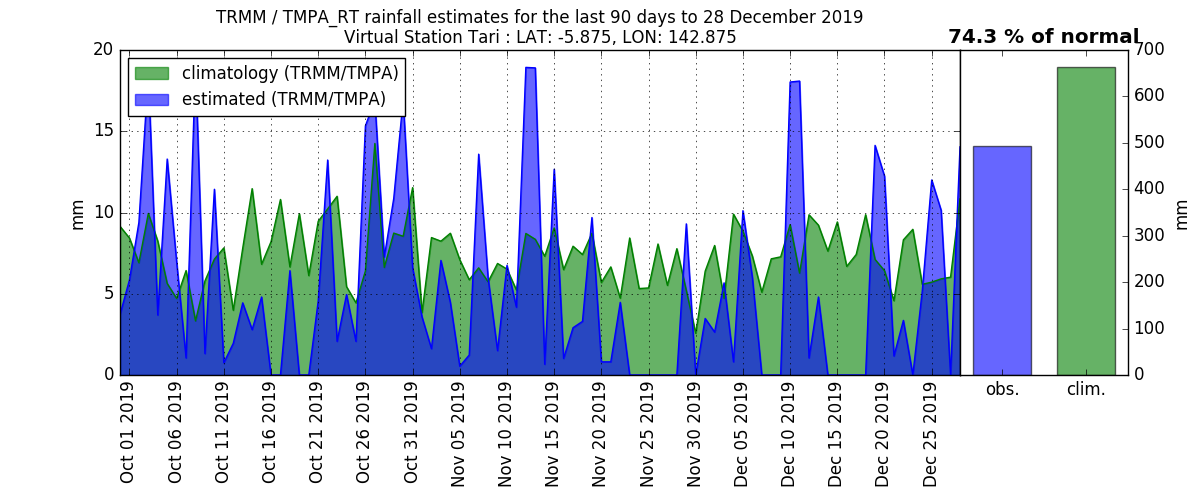 TRMM / TMPA_RT rainfall estimates for the last 90 days to 28 December 2019
Virtual Station Tari : LAT: -5.875, LON: 142.875
74.3 % of normal
climatology (TRMM/TMPA)
estimated (TRMM/TMPA)
20
15
10
5
0
mm
Oct 01 2019
Oct 06 2019
Oct 11 2019
Oct 16 2019
Oct 21 2019
Oct 26 2019
Oct 31 2019
Nov 05 2019
Nov 10 2019
Nov 15 2019
Nov 20 2019
Nov 25 2019
Nov 30 2019
Dec 05 2019
Dec 10 2019
Dec 15 2019
Dec 20 2019
Dec 25 2019
obs.
clim.
700
600
500
400
300
200
100
0
mm